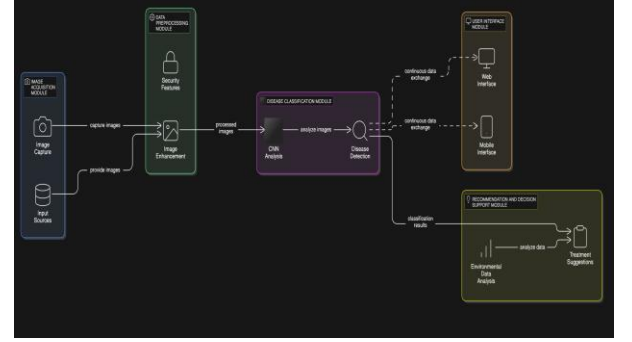 IMAGE
ACQUISITION
MODULE
Image
Capture
Input
Sources
capture images
provide images
DATA
PREPROCESSING
MODULE
Security
Features
Image
Enhancement
processed
images
DISEASE CLASSIFICATION MODULE
CNN
Analysis
analyze images
Disease
Detection
continuous data
exchange
continuous data
exchange
USER INTERFACE
MODULE
Web
Interface
Mobile
Interface
classification
results
RECOMMENDATION AND DECISION
SUPPORT MODULE
Environmental
Data
Analysis
analyze data
Treatment
Suggestions